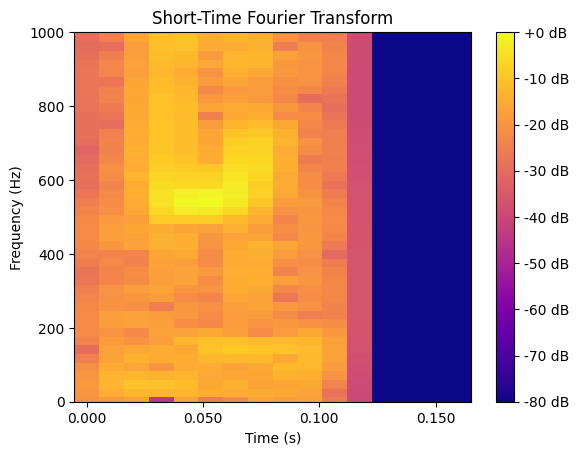 Short-Time Fourier Transform
Frequency (Hz)
1000
800
600
400
200
0
0.000
0.050
0.100
0.150
Time (s)
+0 dB
-10 dB
-20 dB
-30 dB
-40 dB
-50 dB
-60 dB
-70 dB
-80 dB